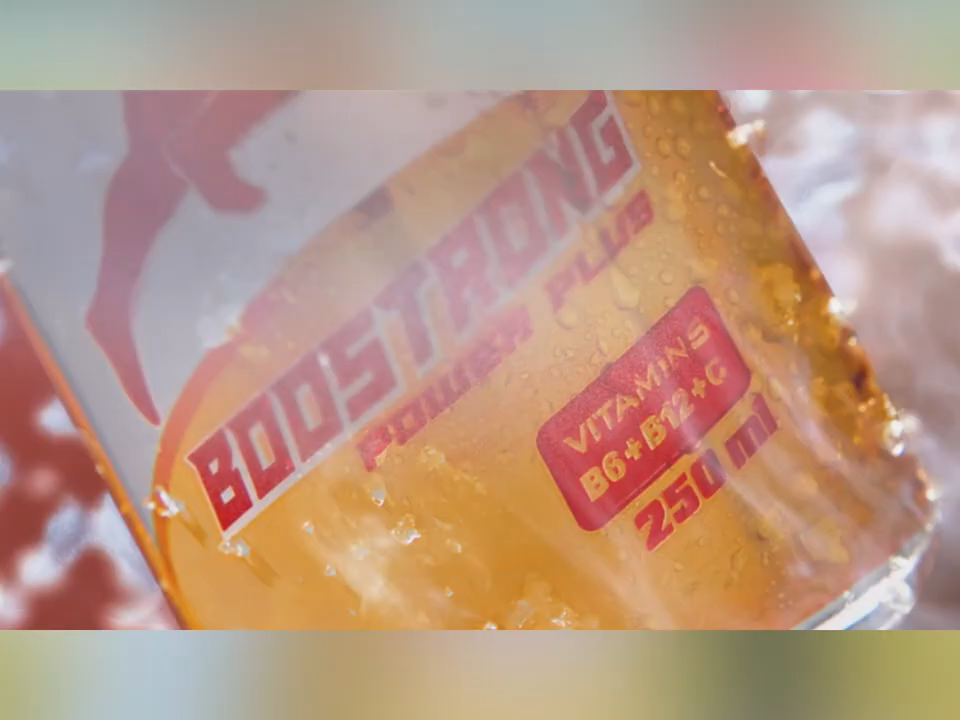 BOOSTRONG
POWER PLUS
VITAMINS
B6+B12+C
250 ml